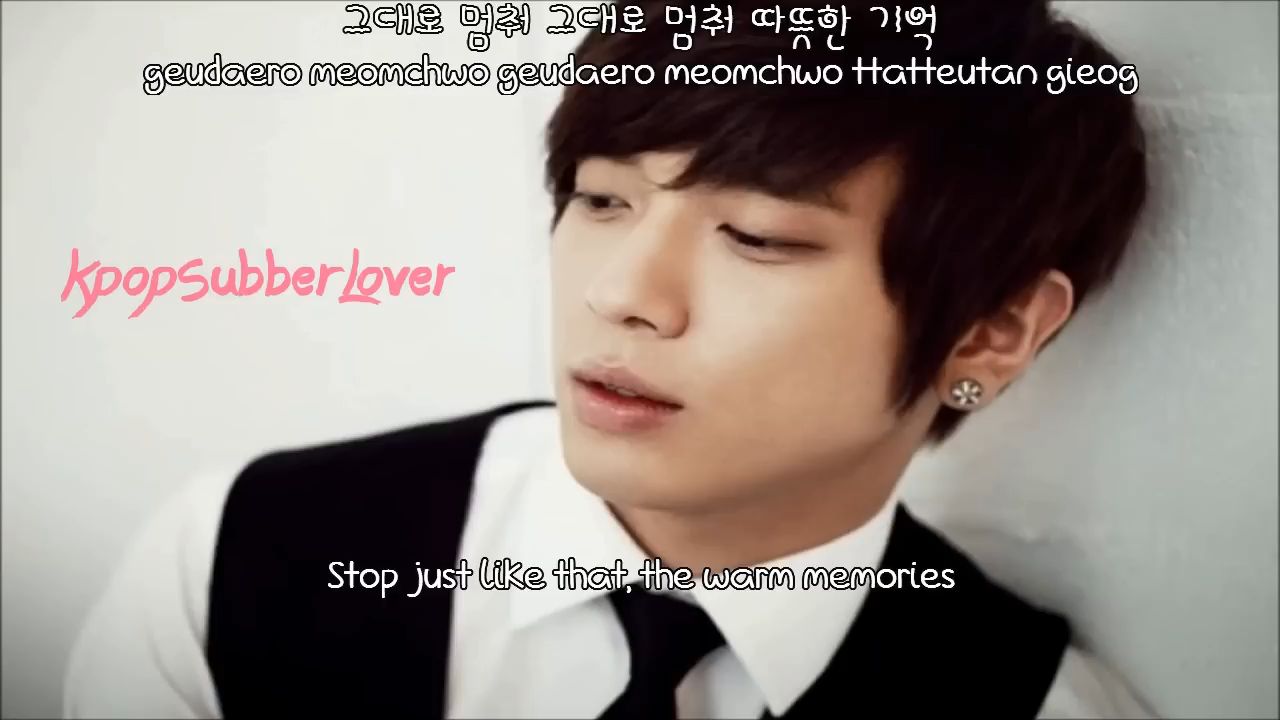 그대로 멈춰 그대로 멈춰 따뜻한 기억
geudaero meomchwo geudaero meomchwo ttatteutan gieog
kpopsubberlover
Stop just like that, the warm memories